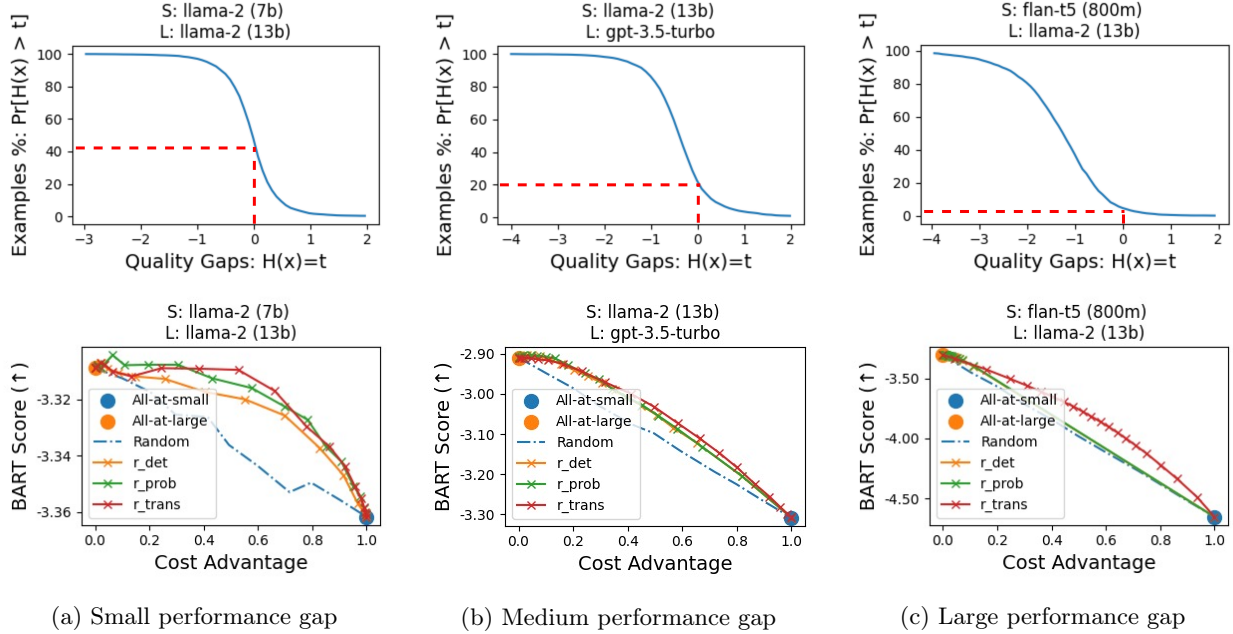 S: llama-2 (7b)
L: llama-2 (13b)
Examples %: Pr[H(x) > t]
100
80
60
40
20
0
−3
−2
−1
0
1
2
Quality Gaps: H(x)=t
S: llama-2 (13b)
L: gpt-3.5-turbo
Examples %: Pr[H(x) > t]
100
80
60
40
20
0
−4
−3
−2
−1
0
1
2
Quality Gaps: H(x)=t
S: flan-t5 (800m)
L: llama-2 (13b)
Examples %: Pr[H(x) > t]
100
80
60
40
20
0
−4
−3
−2
−1
0
1
2
Quality Gaps: H(x)=t
S: llama-2 (7b)
L: llama-2 (13b)
BART Score (↑)
-3.32
-3.34
-3.36
All-at-small
All-at-large
Random
r_det
r_prob
r_trans
0.0
0.2
0.4
0.6
0.8
1.0
Cost Advantage
S: llama-2 (13b)
L: gpt-3.5-turbo
BART Score (↑)
-2.90
-3.00
-3.10
-3.20
-3.30
All-at-small
All-at-large
Random
r_det
r_prob
r_trans
0.0
0.2
0.4
0.6
0.8
1.0
Cost Advantage
S: flan-t5 (800m)
L: llama-2 (13b)
BART Score (↑)
-3.50
-4.00
-4.50
All-at-small
All-at-large
Random
r_det
r_prob
r_trans
0.0
0.2
0.4
0.6
0.8
1.0
Cost Advantage
(a) Small performance gap
(b) Medium performance gap
(c) Large performance gap